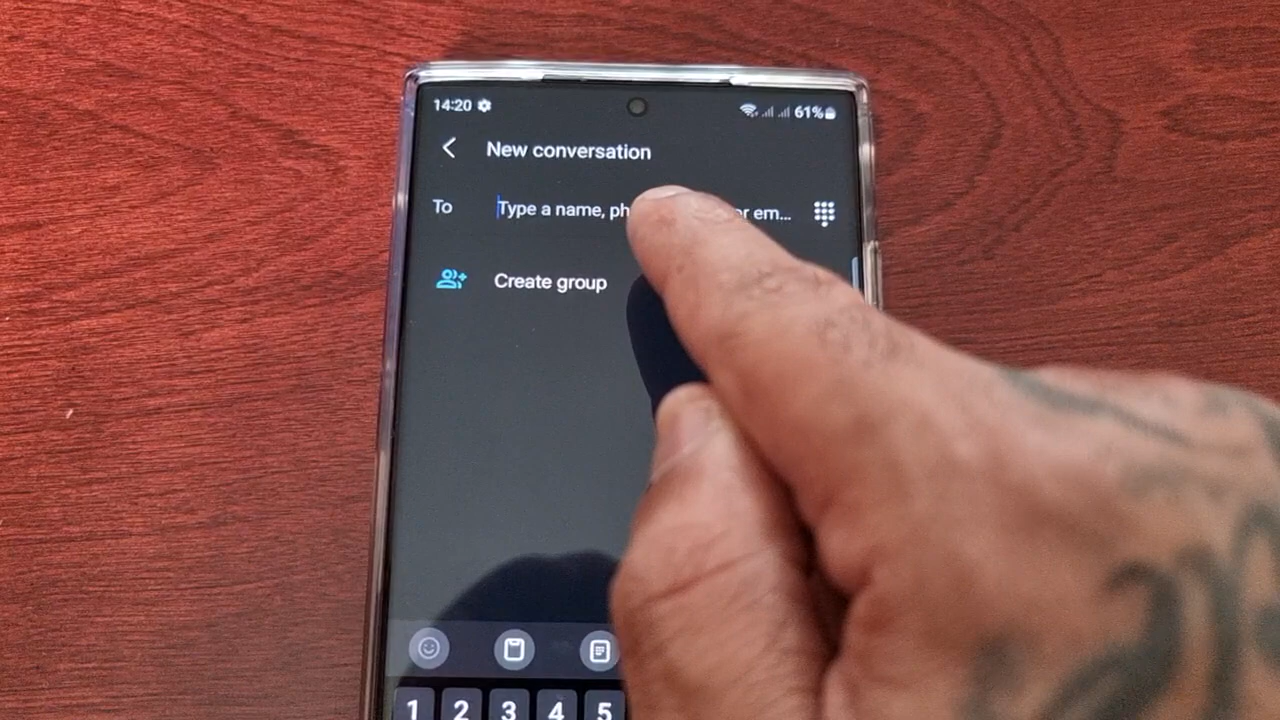 14:20 61%
New conversation
To Type a name, ph or em...
Create group
1 2 3 4 5